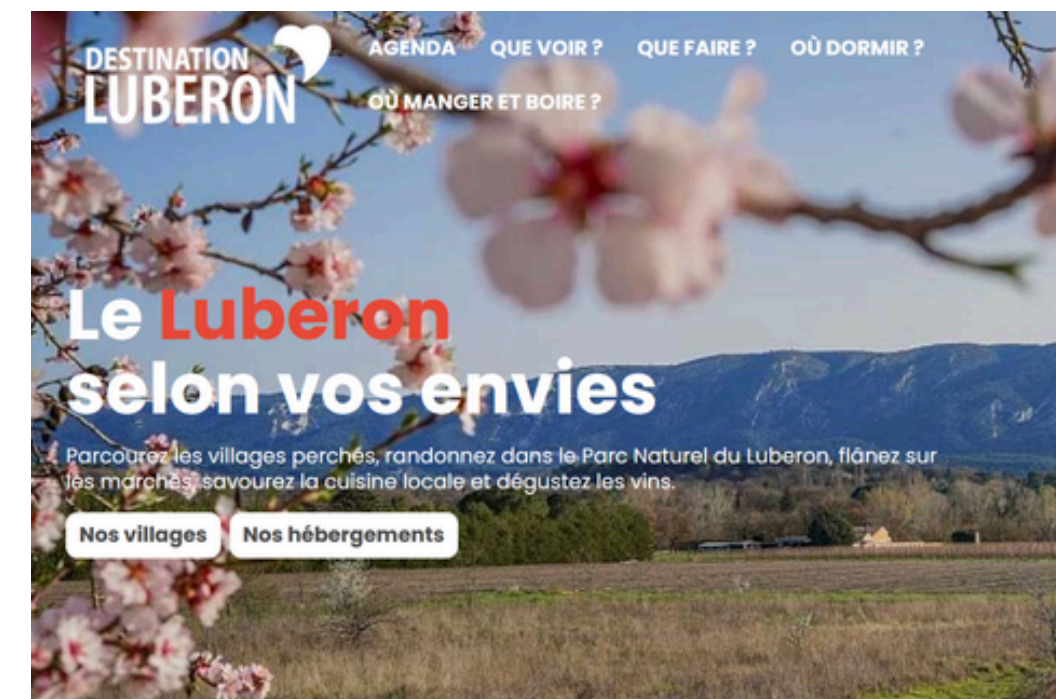 DESTINATION
LUBERON
AGENDA QUE VOIR ? QUE FAIRE ? OÙ DORMIR ?
OÙ MANGER ET BOIRE ?
Le Luberon
selon vos envies
Parcourez les villages perchés, randonnez dans le Parc Naturel du Luberon, flânez sur
les marchés, savourez la cuisine locale et dégustez les vins.
Nos villages Nos hébergements